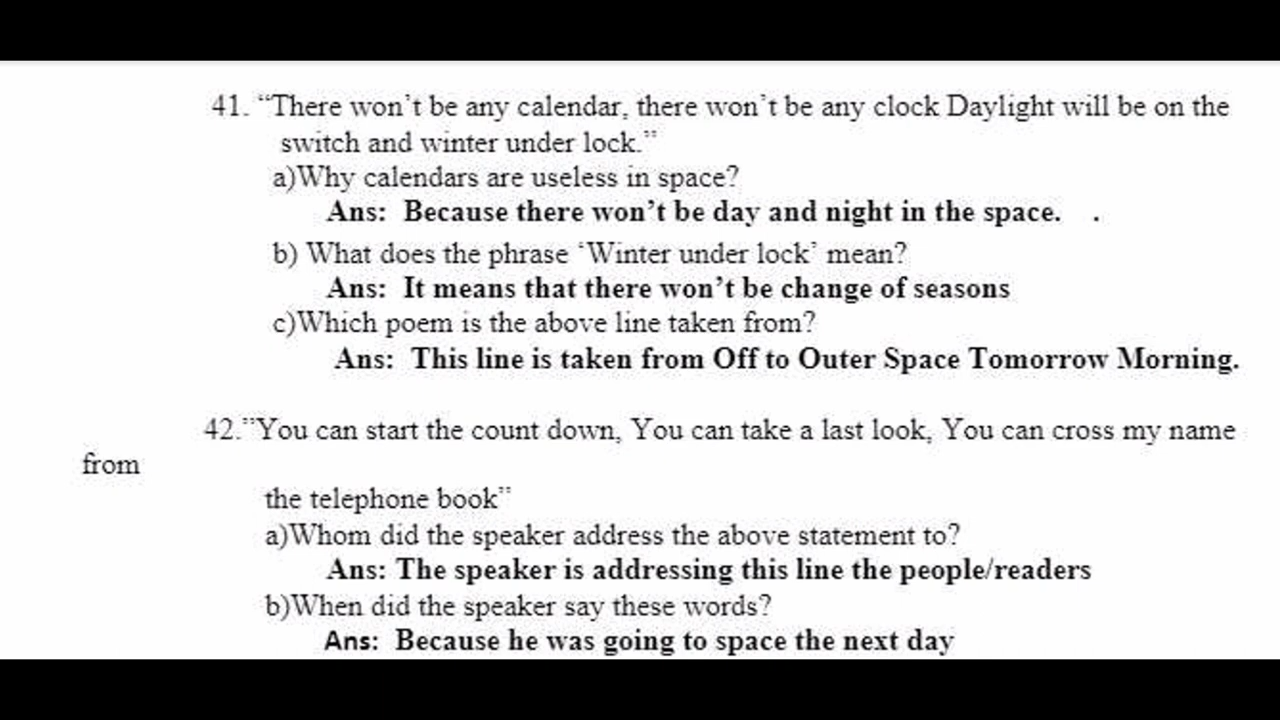 41. “There won’t be any calendar, there won’t be any clock Daylight will be on the
switch and winter under lock.”
a)Why calendars are useless in space?
Ans: Because there won’t be day and night in the space. .
b) What does the phrase ‘Winter under lock’ mean?
Ans: It means that there won’t be change of seasons
c)Which poem is the above line taken from?
Ans: This line is taken from Off to Outer Space Tomorrow Morning.
42.”You can start the count down, You can take a last look, You can cross my name
from
the telephone book”
a)Whom did the speaker address the above statement to?
Ans: The speaker is addressing this line the people/readers
b)When did the speaker say these words?
Ans: Because he was going to space the next day